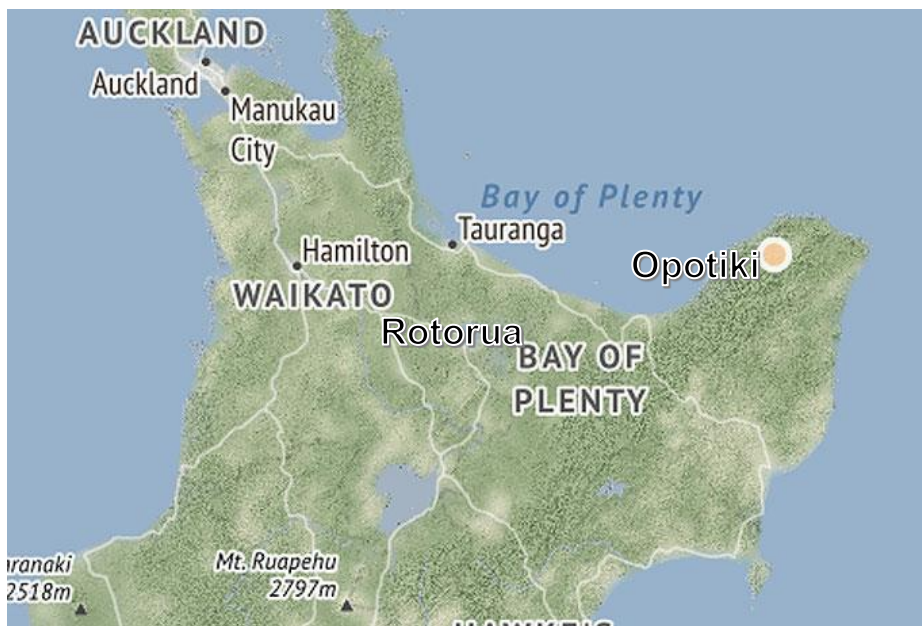 AUCKLAND
Auckland
Manukau
City
Bay of Plenty
Tauranga
Hamilton
Opotiki
WAIKATO
Rotorua
BAY OF
PLENTY
Mt. Ruapehu
2797m
2518m